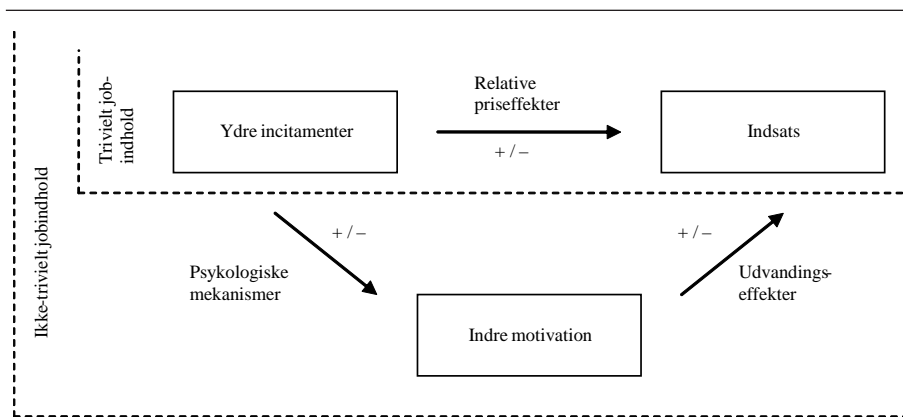 Ikke-trivielt jobindhold
Trivielt job-
indhold
Ydre incitamenter
Relative
priseffekter
+ / –
Indsats
+ / –
Psykologiske
mekanismer
+ / –
Udvandings-
effekter
Indre motivation